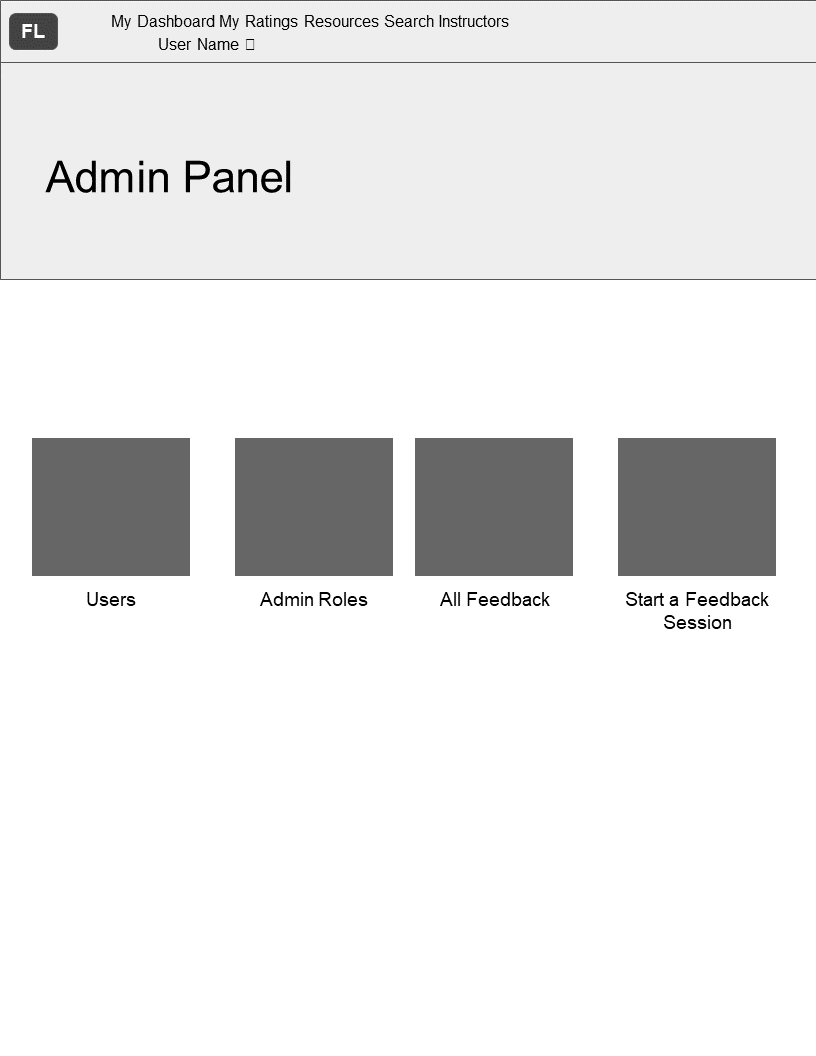 FL
My Dashboard My Ratings Resources Search Instructors
User Name
Admin Panel
Users
Admin Roles
All Feedback
Start a Feedback
Session